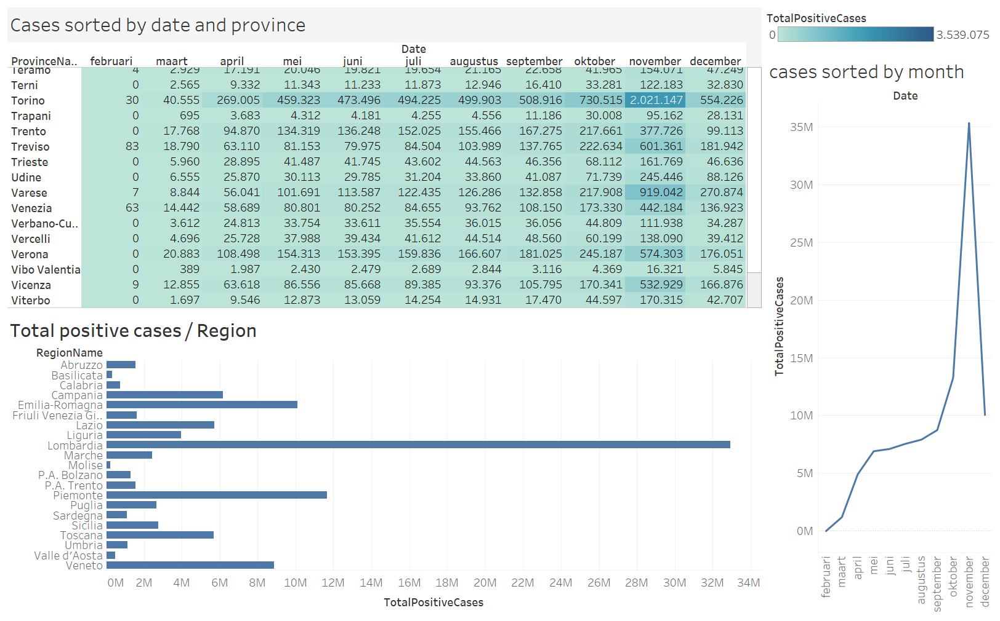 Cases sorted by date and province
Date
ProvinceNa.. februari maart april mei juni juli augustus september oktober november december
Teramo 4 2.929 17.191 20.046 19.821 19.654 21.165 22.658 41.965 154.071 47.249
Terni 0 2.565 9.332 11.343 11.233 11.873 12.946 16.410 33.281 122.183 32.830
Torino 30 40.555 269.005 459.323 473.496 494.225 499.903 508.916 730.515 2.021.147 554.226
Trapani 0 695 3.683 4.312 4.181 4.255 4.556 11.186 30.008 95.162 28.131
Trento 0 17.768 94.870 134.319 136.248 152.025 155.466 167.275 217.661 377.726 99.113
Treviso 83 18.790 63.110 81.153 79.975 84.504 103.989 137.765 222.634 601.361 181.942
Trieste 0 5.960 28.895 41.487 41.745 43.602 44.563 46.356 68.112 161.769 46.636
Udine 0 6.555 25.870 30.113 29.785 31.204 33.860 41.087 71.739 245.446 88.126
Varese 7 8.844 56.041 101.691 113.587 122.435 126.286 132.858 217.908 919.042 270.874
Venezia 63 14.442 58.689 80.801 80.252 84.655 93.762 108.150 173.330 442.184 136.923
Verbano-Cu.. 0 3.612 24.813 33.754 33.611 35.554 36.015 36.056 44.809 111.938 34.287
Vercelli 0 4.696 25.728 37.988 39.434 41.612 44.514 48.560 60.199 138.090 39.412
Verona 0 20.883 108.498 154.313 153.395 159.836 166.607 181.025 245.187 574.303 176.051
Vibo Valentia 0 389 1.987 2.430 2.479 2.689 2.844 3.116 4.369 16.321 5.845
Vicenza 9 12.855 63.618 86.556 85.668 89.385 93.376 105.795 170.341 532.929 166.876
Viterbo 0 1.697 9.546 12.873 13.059 14.254 14.931 17.470 44.597 170.315 42.707
Total positive cases / Region
RegionName
Abruzzo
Basilicata
Calabria
Campania
Emilia-Romagna
Friuli Venezia Gi..
Lazio
Liguria
Lombardia
Marche
Molise
P.A. Bolzano
P.A. Trento
Piemonte
Puglia
Sardegna
Sicilia
Toscana
Umbria
Valle d'Aosta
Veneto
0M 2M 4M 6M 8M 10M 12M 14M 16M 18M 20M 22M 24M 26M 28M 30M 32M 34M
TotalPositiveCases
TotalPositiveCases
0 3.539.075
cases sorted by month
Date
TotalPositiveCases
35M
30M
25M
20M
15M
10M
5M
0M
februari
maart
april
mei
juni
juli
augustus
september
oktober
november
december